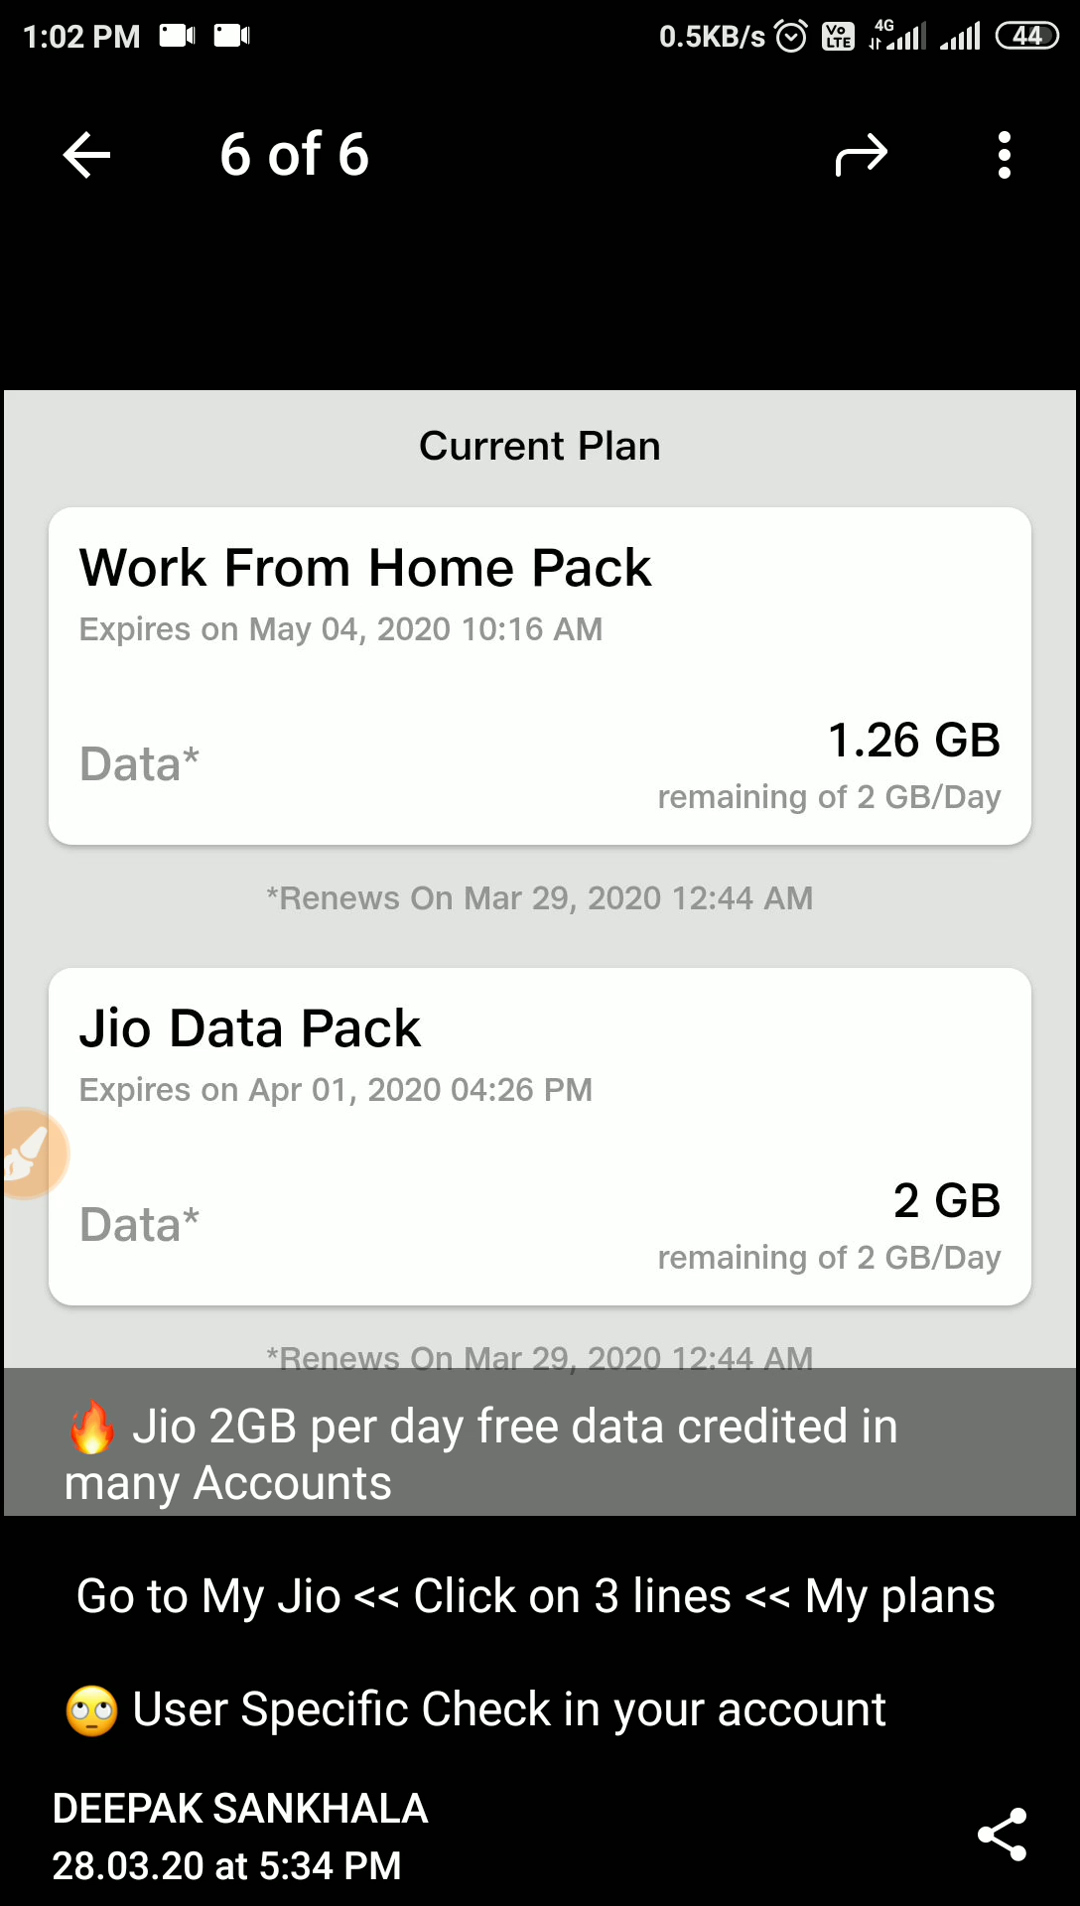 1:02 PM 0.5KB/s Vo LTE 4G 44
6 of 6
Current Plan
Work From Home Pack
Expires on May 04, 2020 10:16 AM
1.26 GB
Data*
remaining of 2 GB/Day
*Renews On Mar 29, 2020 12:44 AM
Jio Data Pack
Expires on Apr 01, 2020 04:26 PM
2 GB
Data*
remaining of 2 GB/Day
*Renews On Mar 29, 2020 12:44 AM
🔥 Jio 2GB per day free data credited in
many Accounts
Go to My Jio << Click on 3 lines << My plans
🙄 User Specific Check in your account
DEEPAK SANKHALA
28.03.20 at 5:34 PM